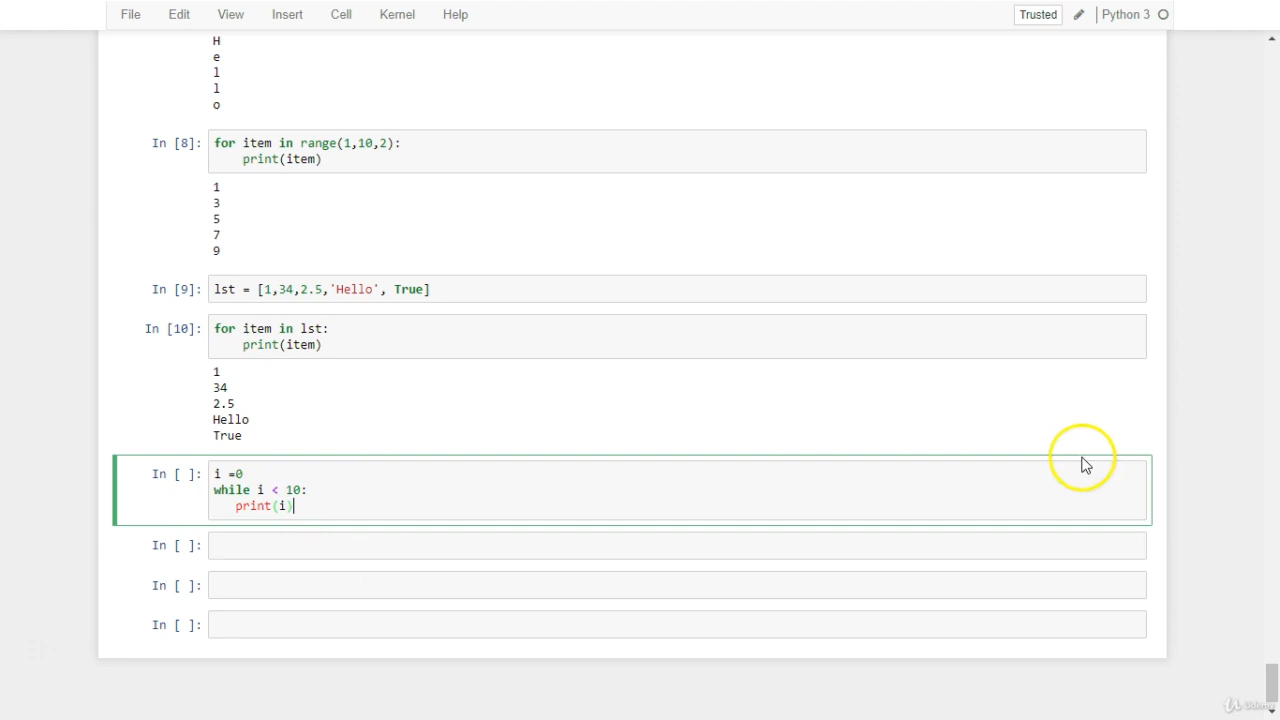 File Edit View Insert Cell Kernel Help Trusted Python 3
H
e
l
l
o
In [8]: for item in range(1,10,2):
print(item)
1
3
5
7
9
In [9]: lst = [1,34,2.5,'Hello', True]
In [10]: for item in lst:
print(item)
1
34
2.5
Hello
True
In [ ]: i =0
while i < 10:
print(i)
In [ ]:
In [ ]:
In [ ]:
Udemy